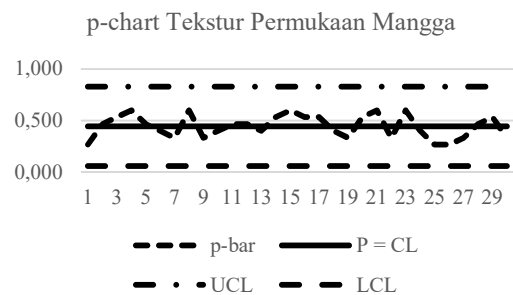 p-chart Tekstur Permukaan Mangga
1,000
0,500
0,000
1 3 5 7 9 11 13 15 17 19 21 23 25 27 29
p-bar P = CL
UCL LCL